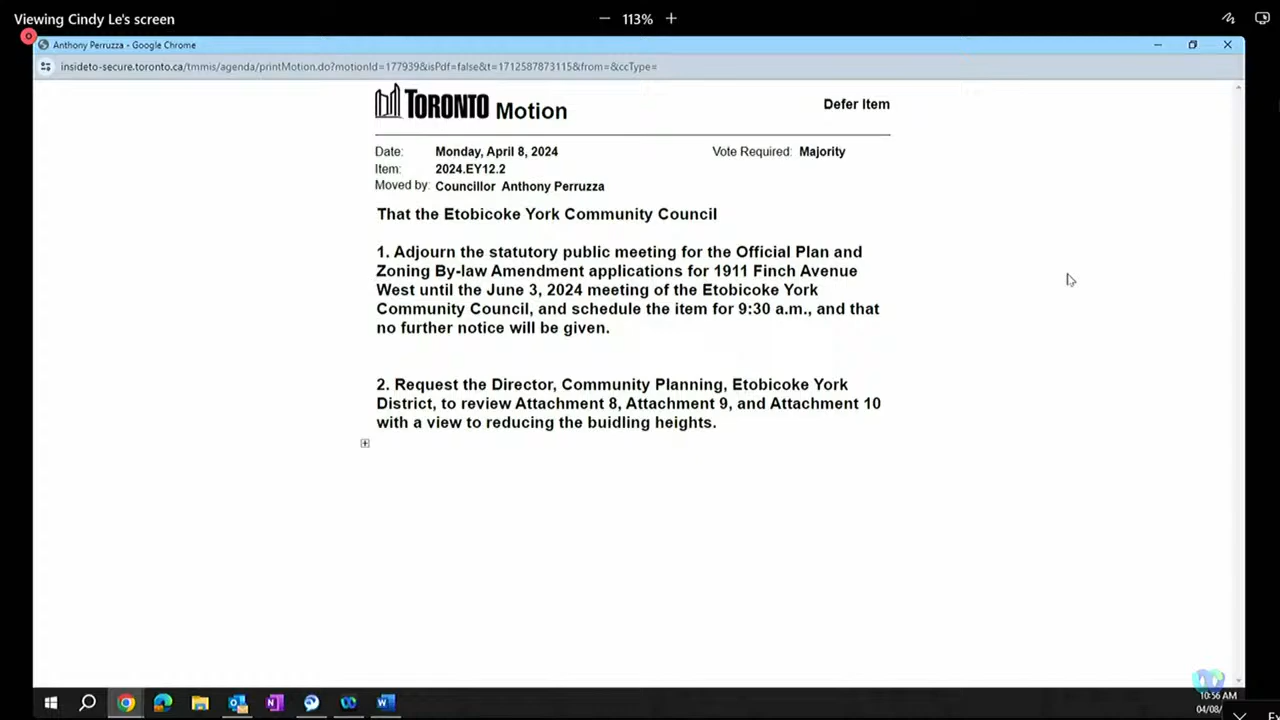 Viewing Cindy Le's screen
113%
Anthony Perruzza - Google Chrome
insideto-secure.toronto.ca/tmmis/agenda/printMotion.do?motionId=177939&isPdf=false&t=1712587873115&from=&ccType=
TORONTO Motion
Defer Item
Date: Monday, April 8, 2024
Vote Required: Majority
Item: 2024.EY12.2
Moved by: Councillor Anthony Perruzza
That the Etobicoke York Community Council
1. Adjourn the statutory public meeting for the Official Plan and
Zoning By-law Amendment applications for 1911 Finch Avenue
West until the June 3, 2024 meeting of the Etobicoke York
Community Council, and schedule the item for 9:30 a.m., and that
no further notice will be given.
2. Request the Director, Community Planning, Etobicoke York
District, to review Attachment 8, Attachment 9, and Attachment 10
with a view to reducing the buidling heights.
10:56 AM
04/08/